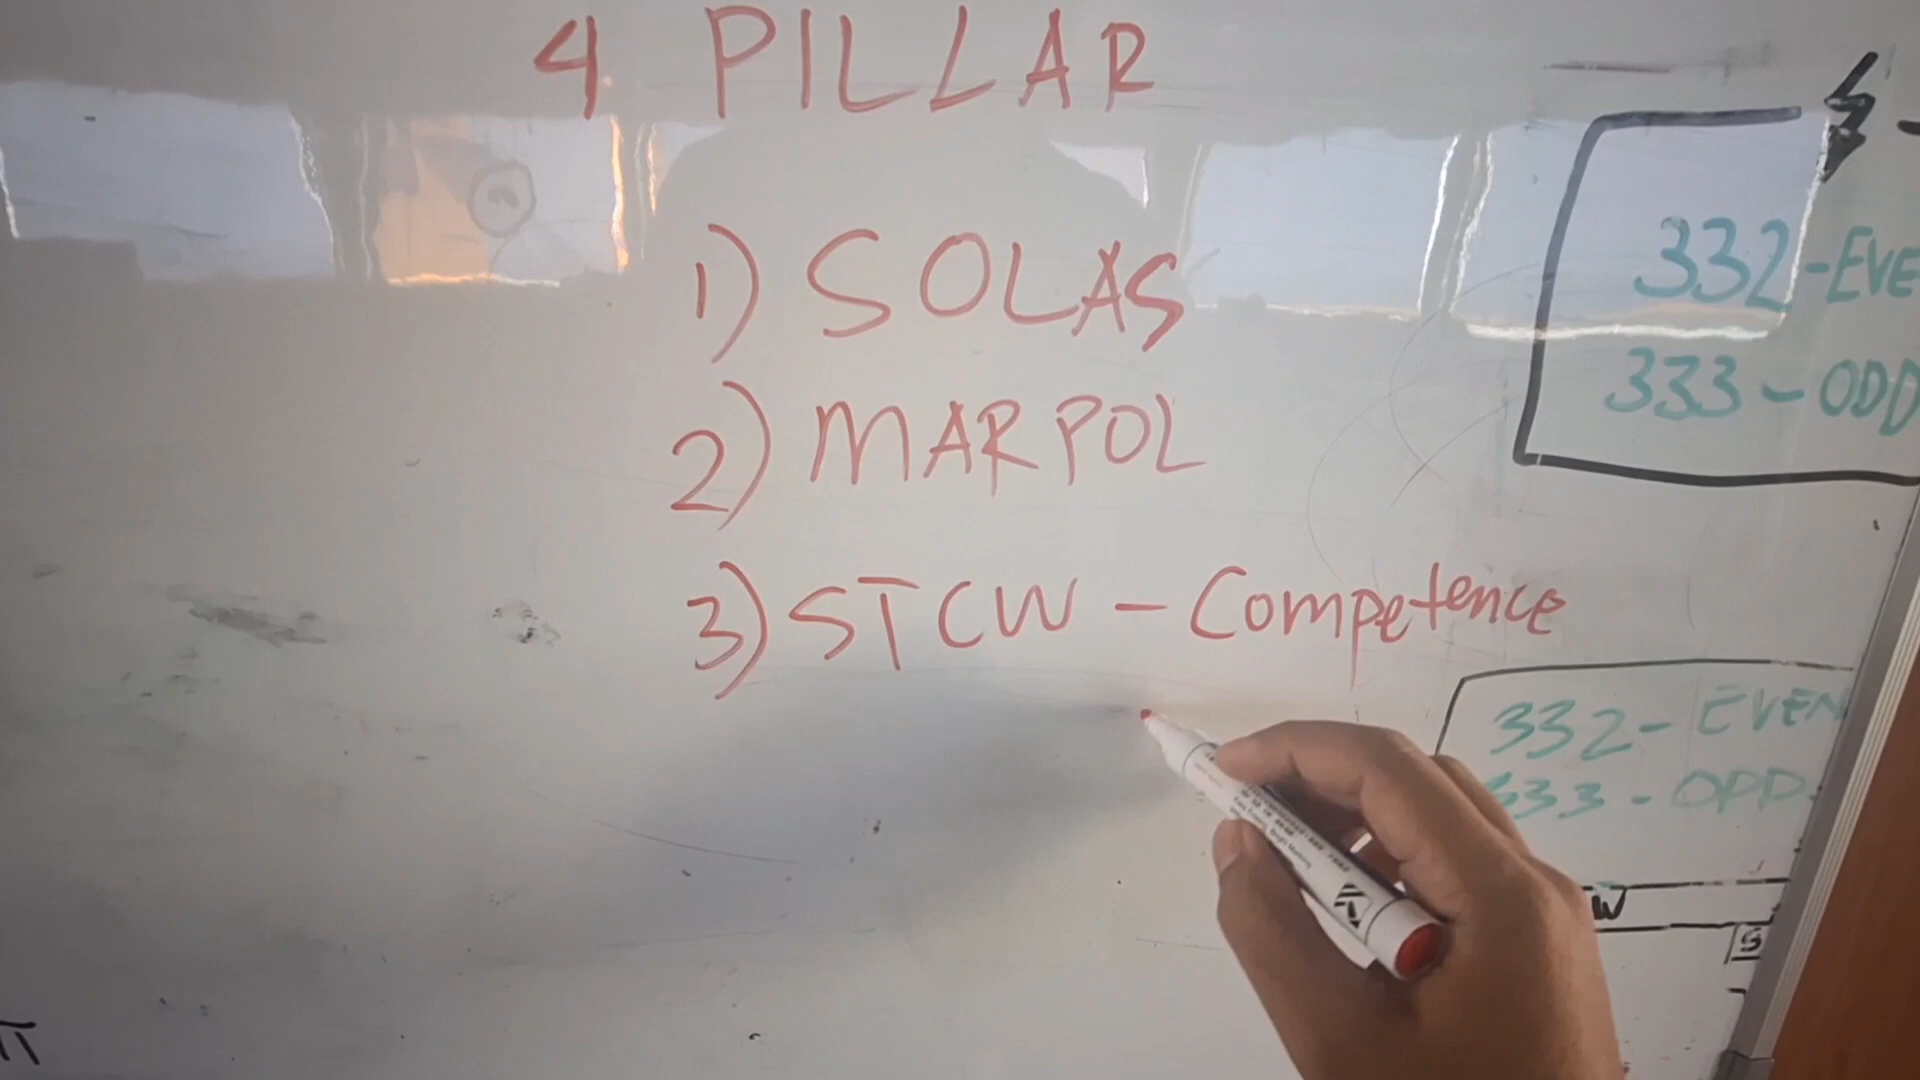 4 PILLAR
1) SOLAS
2) MARPOL
3) STCW - Competence
332-EVE
333-ODD
332- EVEN
333 - ODD
W
S